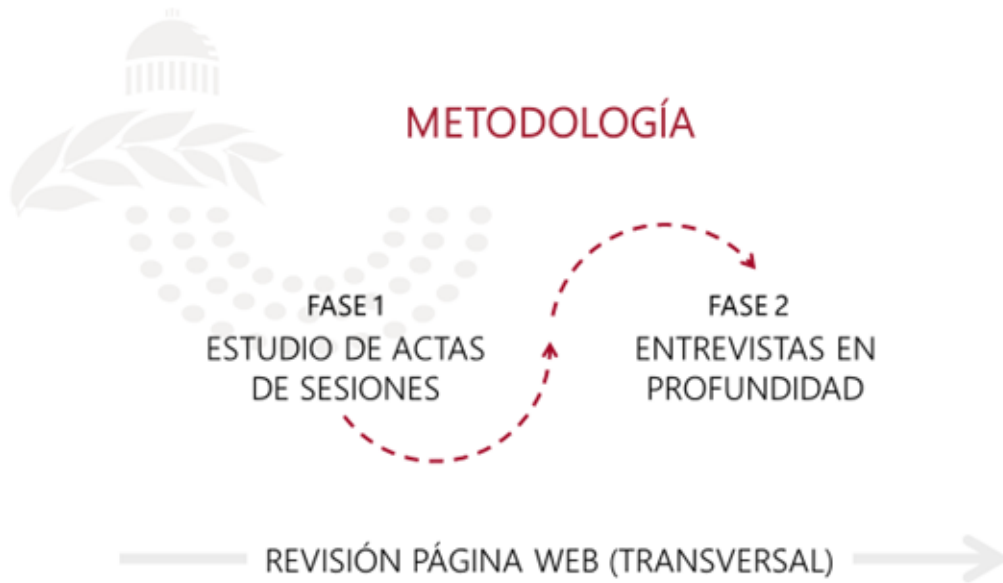 METODOLOGÍA
FASE 1
ESTUDIO DE ACTAS
DE SESIONES
FASE 2
ENTREVISTAS EN
PROFUNDIDAD
REVISIÓN PÁGINA WEB (TRANSVERSAL)